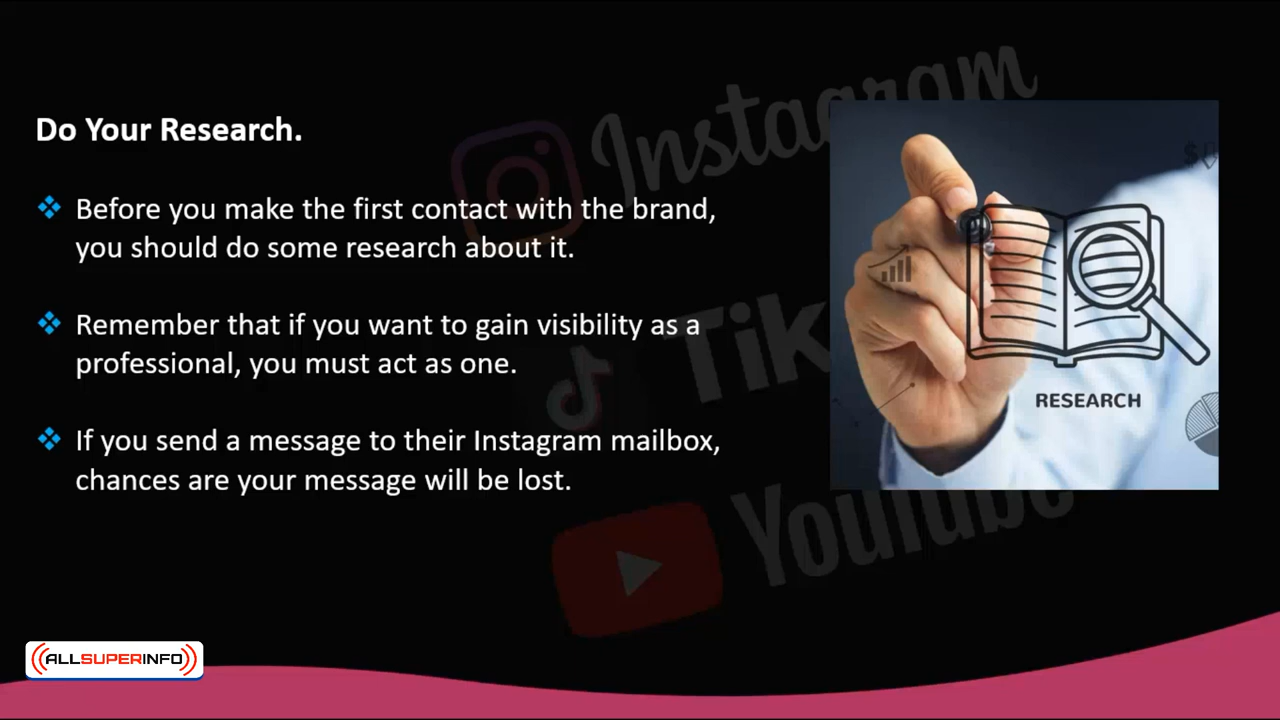 Instagram
Do Your Research.
Before you make the first contact with the brand,
you should do some research about it.
Remember that if you want to gain visibility as a
professional, you must act as one.
TiK
If you send a message to their Instagram mailbox,
chances are your message will be lost.
RESEARCH
YouTube
ALLSUPERINFO